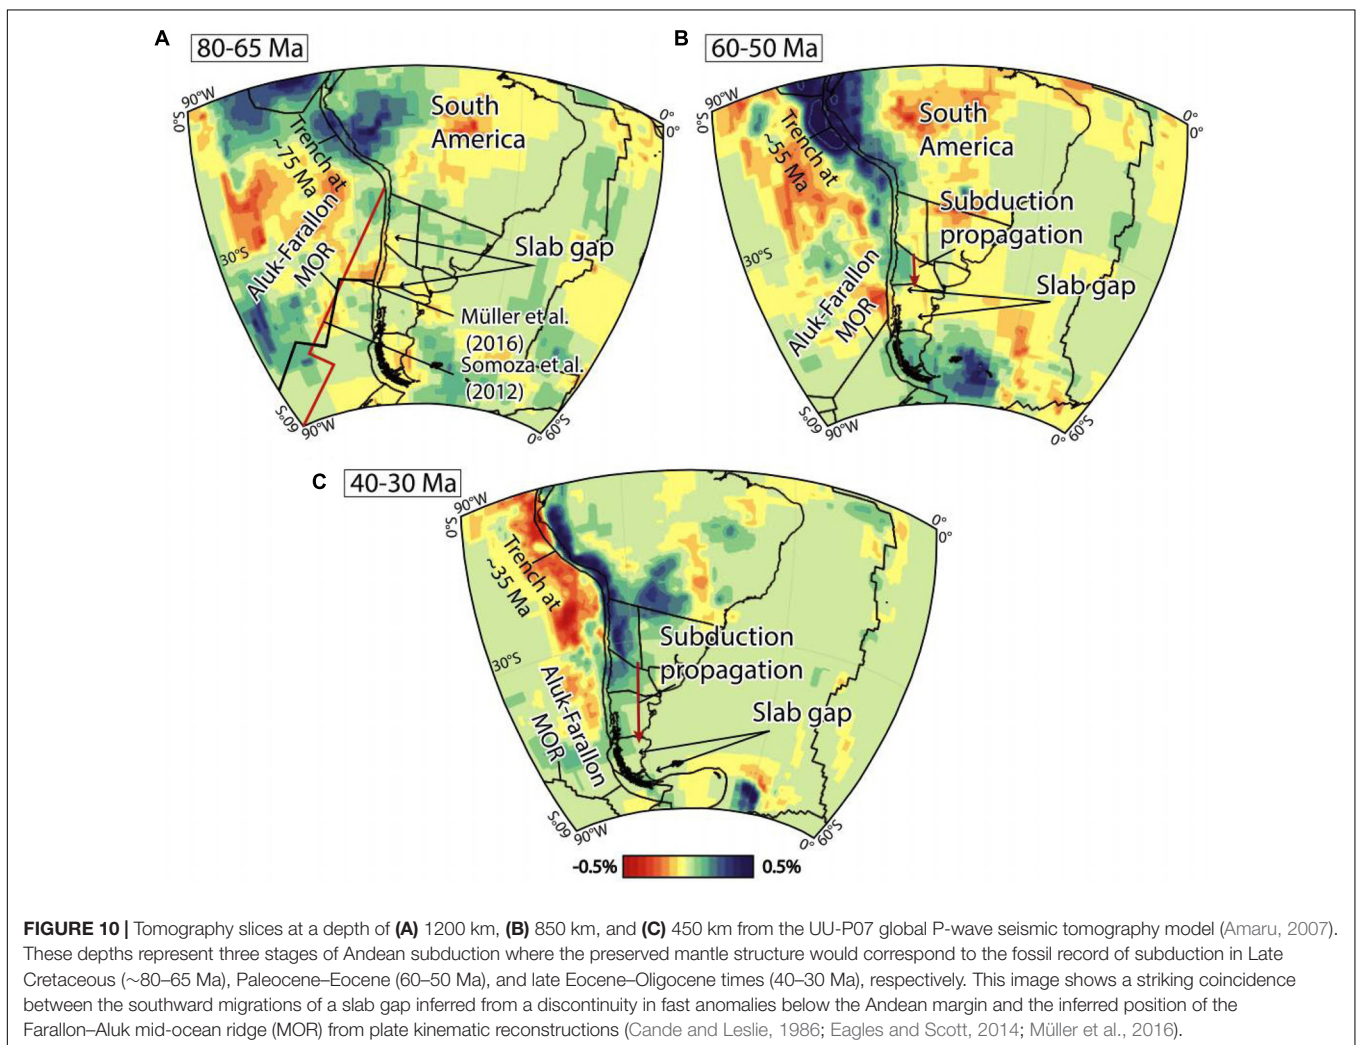 A
80-65 Ma
90°W
0°S
0°
0°
South
America
Trench at
~75 Ma
30°S
Aluk-Farallon
MOR
Slab gap
Müller et al.
(2016)
Somoza et al.
(2012)
60°S
90°W
0°
60°S
B
60-50 Ma
90°W
0°S
0°
0°
South
America
Trench at
~55 Ma
Subduction
propagation
30°S
Aluk-Farallon
MOR
Slab gap
60°S
90°W
0°
60°S
C
40-30 Ma
90°W
0°S
0°
0°
Trench at
~35 Ma
Subduction
propagation
30°S
Aluk-Farallon
MOR
Slab gap
60°S
90°W
0°
60°S
-0.5%
0.5%
FIGURE 10 | Tomography slices at a depth of (A) 1200 km, (B) 850 km, and (C) 450 km from the UU-P07 global P-wave seismic tomography model (Amaru, 2007).
These depths represent three stages of Andean subduction where the preserved mantle structure would correspond to the fossil record of subduction in Late
Cretaceous (~80–65 Ma), Paleocene–Eocene (60–50 Ma), and late Eocene–Oligocene times (40–30 Ma), respectively. This image shows a striking coincidence
between the southward migrations of a slab gap inferred from a discontinuity in fast anomalies below the Andean margin and the inferred position of the
Farallon–Aluk mid-ocean ridge (MOR) from plate kinematic reconstructions (Cande and Leslie, 1986; Eagles and Scott, 2014; Müller et al., 2016).